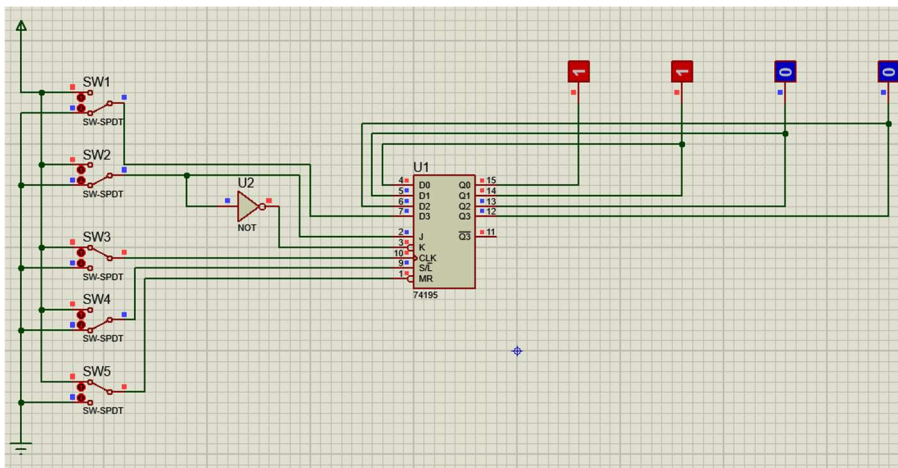 SW1
SW-SPDT
SW2
SW-SPDT
U2
NOT
SW3
SW-SPDT
SW4
SW-SPDT
SW5
SW-SPDT
1
1
0
0
U1
4 D0 Q0 15
5 D1 Q1 14
6 D2 Q2 13
7 D3 Q3 12
2 J Q3 11
3 K
10 CLK
9 S/L
1 MR
74195